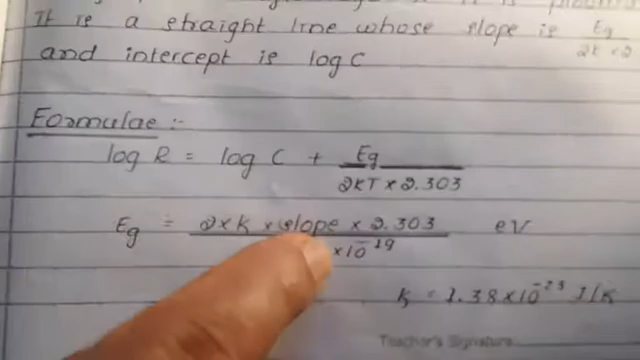 It is a straight line whose slope is Eg
2K × 2
and intercept is log C
Formulae :-
log R = log C + Eg
2KT × 2.303
Eg = 2×K × slope × 2.303 eV
×10⁻¹⁹
K = 1.38×10⁻²³ J/K
Teacher's Signature